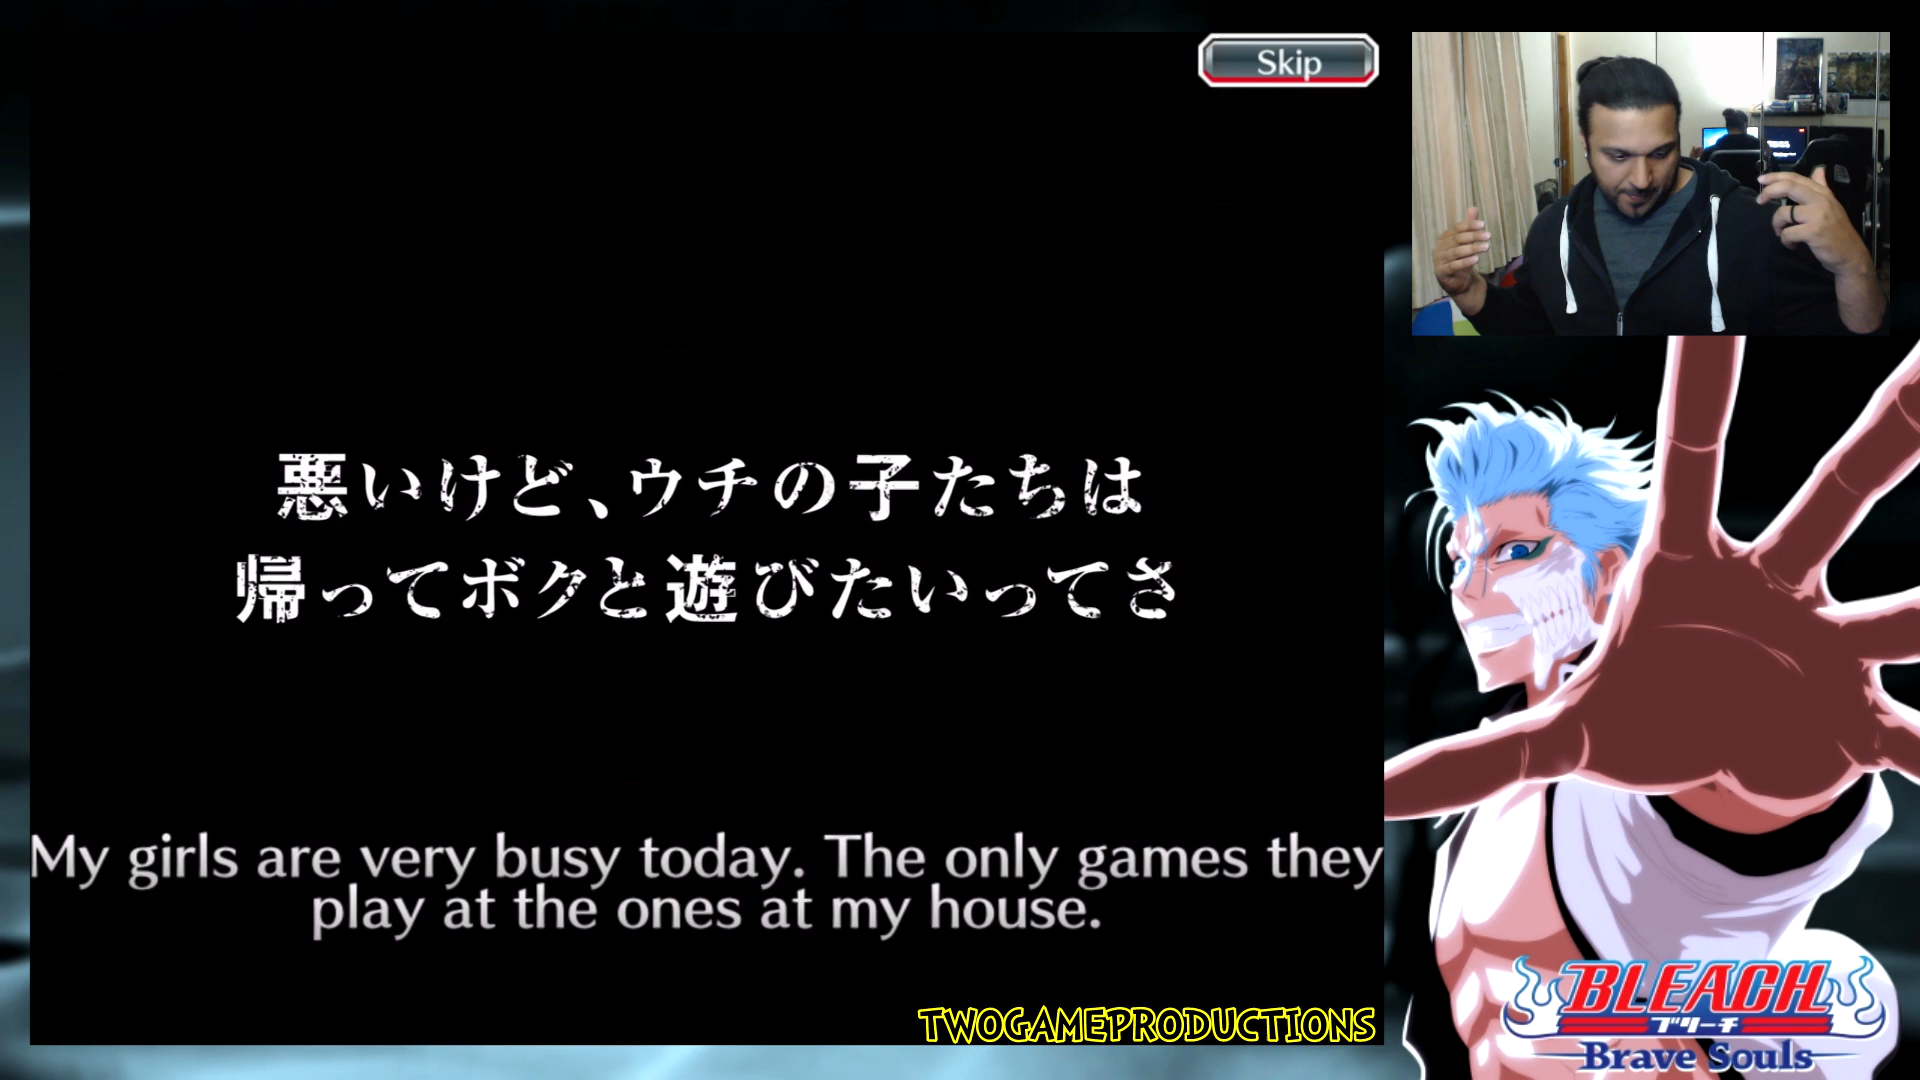 Skip
悪いけど、ウチの子たちは
帰ってボクと遊びたいってさ
My girls are very busy today. The only games they
play at the ones at my house.
TWOGAMEPRODUCTIONS
BLEACH
ブリーチ
Brave Souls